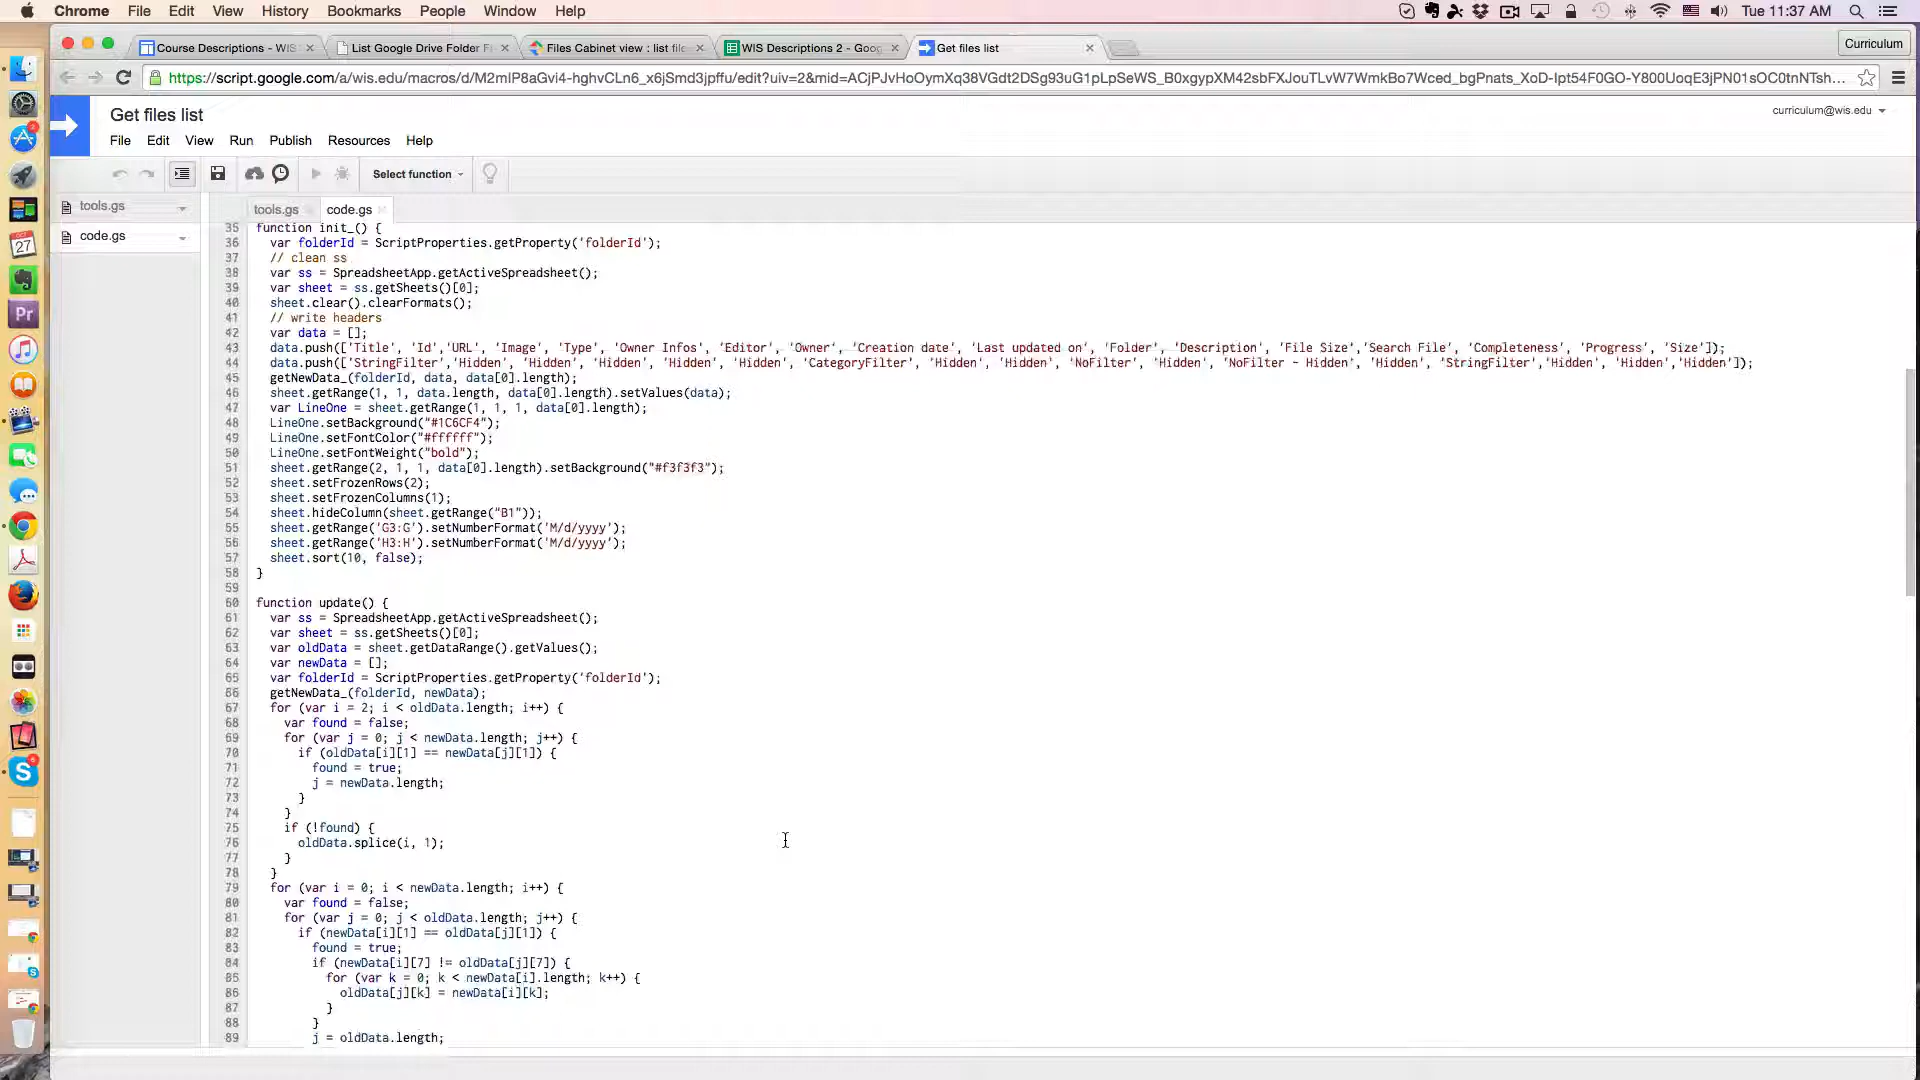 Chrome File Edit View History Bookmarks People Window Help Tue 11:37 AM
Course Descriptions - WIS List Google Drive Folder F Files Cabinet view : list file WIS Descriptions 2 - Goog Get files list Curriculum
https://script.google.com/a/wis.edu/macros/d/M2mIP8aGvi4-hghvCLn6_x6jSmd3jpffu/edit?uiv=2&mid=ACjPJvHoOymXq38VGdt2DSg93uG1pLpSeWS_B0xgypXM42sbFXJouTLvW7WmkBo7Wced_bgPnats_XoD-Ipt54F0GO-Y800UoqE3jPN01sOC0tnNTsh...
Get files list curriculum@wis.edu
File Edit View Run Publish Resources Help
Select function
tools.gs
code.gs
tools.gs code.gs
35 function init_() {
36 var folderId = ScriptProperties.getProperty('folderId');
37 // clean ss
38 var ss = SpreadsheetApp.getActiveSpreadsheet();
39 var sheet = ss.getSheets()[0];
40 sheet.clear().clearFormats();
41 // write headers
42 var data = [];
43 data.push(['Title', 'Id','URL', 'Image', 'Type', 'Owner Infos', 'Editor', 'Owner', 'Creation date', 'Last updated on', 'Folder', 'Description', 'File Size','Search File', 'Completeness', 'Progress', 'Size']);
44 data.push(['StringFilter','Hidden', 'Hidden', 'Hidden', 'Hidden', 'Hidden', 'CategoryFilter', 'Hidden', 'Hidden', 'NoFilter', 'Hidden', 'NoFilter - Hidden', 'Hidden', 'StringFilter','Hidden', 'Hidden','Hidden']);
45 getNewData_(folderId, data, data[0].length);
46 sheet.getRange(1, 1, data.length, data[0].length).setValues(data);
47 var LineOne = sheet.getRange(1, 1, 1, data[0].length);
48 LineOne.setBackground("#1C6CF4");
49 LineOne.setFontColor("#ffffff");
50 LineOne.setFontWeight("bold");
51 sheet.getRange(2, 1, 1, data[0].length).setBackground("#f3f3f3");
52 sheet.setFrozenRows(2);
53 sheet.setFrozenColumns(1);
54 sheet.hideColumn(sheet.getRange("B1"));
55 sheet.getRange('G3:G').setNumberFormat('M/d/yyyy');
56 sheet.getRange('H3:H').setNumberFormat('M/d/yyyy');
57 sheet.sort(10, false);
58 }
59
60 function update() {
61 var ss = SpreadsheetApp.getActiveSpreadsheet();
62 var sheet = ss.getSheets()[0];
63 var oldData = sheet.getDataRange().getValues();
64 var newData = [];
65 var folderId = ScriptProperties.getProperty('folderId');
66 getNewData_(folderId, newData);
67 for (var i = 2; i < oldData.length; i++) {
68 var found = false;
69 for (var j = 0; j < newData.length; j++) {
70 if (oldData[i][1] == newData[j][1]) {
71 found = true;
72 j = newData.length;
73 }
74 }
75 if (!found) {
76 oldData.splice(i, 1);
77 }
78 }
79 for (var i = 0; i < newData.length; i++) {
80 var found = false;
81 for (var j = 0; j < oldData.length; j++) {
82 if (newData[i][1] == oldData[j][1]) {
83 found = true;
84 if (newData[i][7] != oldData[j][7]) {
85 for (var k = 0; k < newData[i].length; k++) {
86 oldData[j][k] = newData[i][k];
87 }
88 }
89 j = oldData.length;